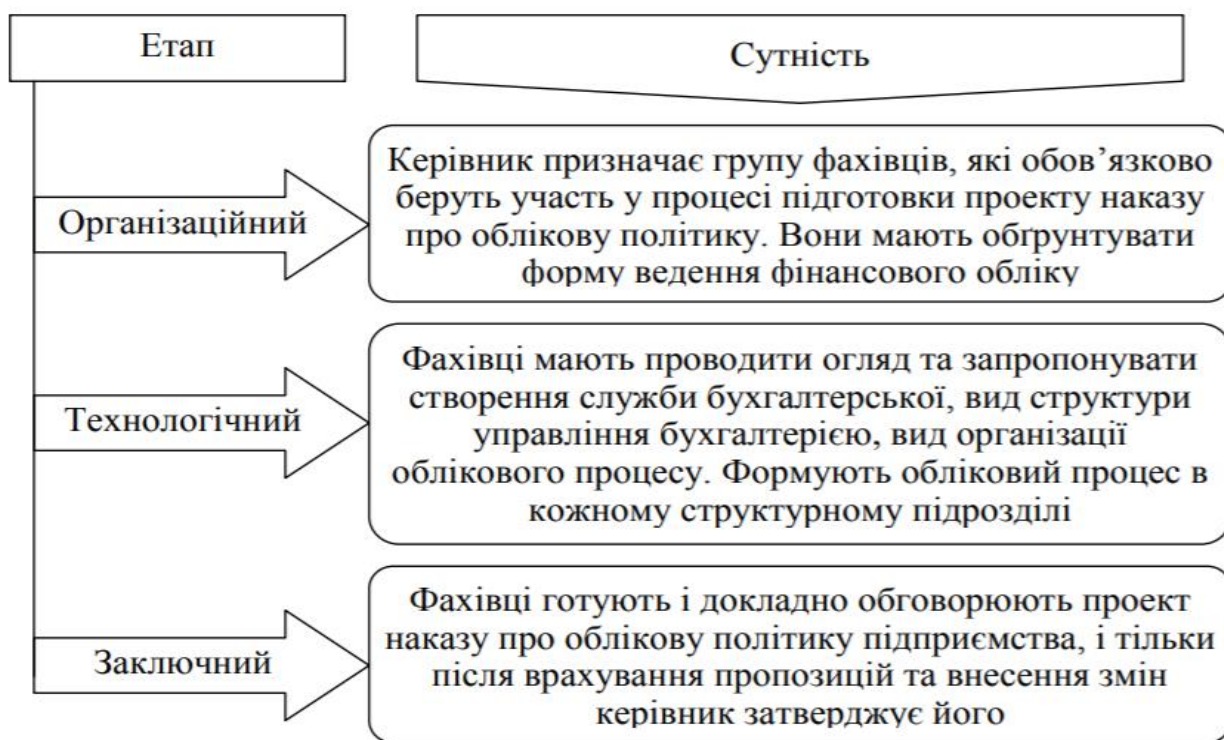 Етап
Сутність
Організаційний
Керівник призначає групу фахівців, які обов’язково
беруть участь у процесі підготовки проекту наказу
про облікову політику. Вони мають обґрунтувати
форму ведення фінансового обліку
Технологічний
Фахівці мають проводити огляд та запропонувати
створення служби бухгалтерської, вид структури
управління бухгалтерією, вид організації
облікового процесу. Формують обліковий процес в
кожному структурному підрозділі
Заключний
Фахівці готують і докладно обговорюють проект
наказу про облікову політику підприємства, і тільки
після врахування пропозицій та внесення змін
керівник затверджує його